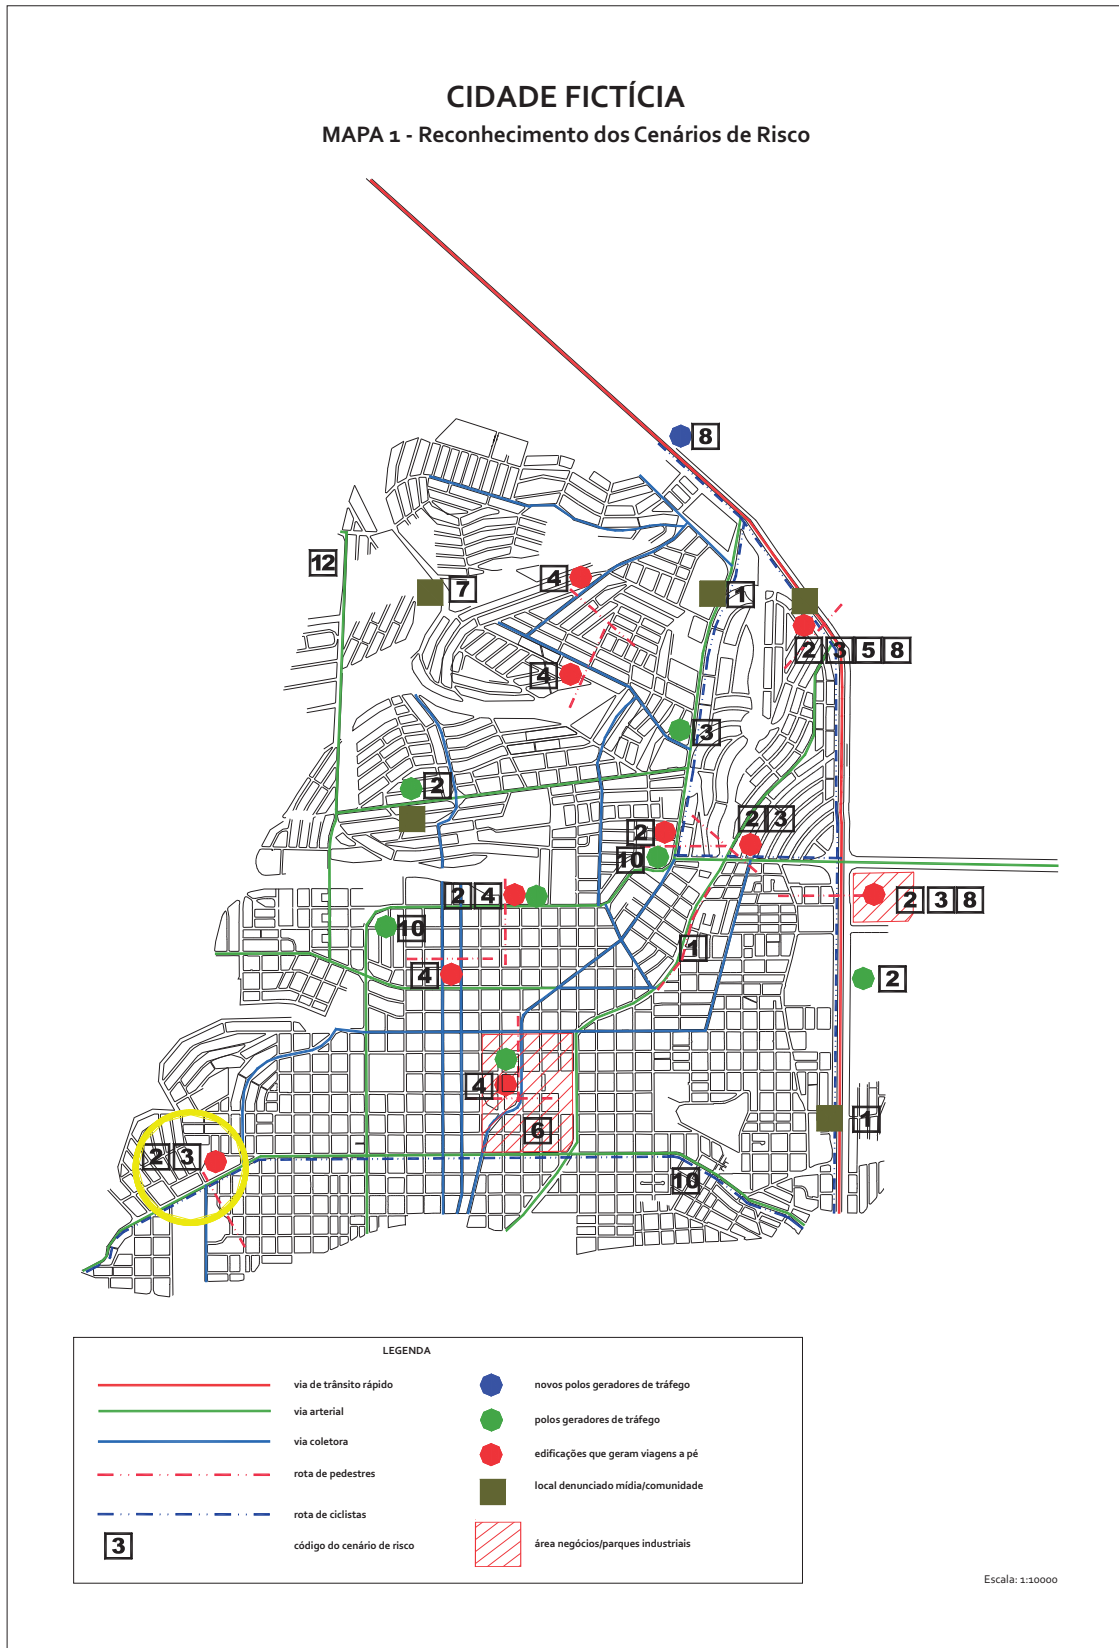 CIDADE FICTÍCIA
MAPA 1 - Reconhecimento dos Cenários de Risco
8
12
7
4
1
2 3 5 8
4
3
2
2 3
2
10
2 4
2 3 8
10
1
4
2
4
1
6
2 3
10
LEGENDA
via de trânsito rápido
via arterial
via coletora
rota de pedestres
rota de ciclistas
3
código do cenário de risco
novos polos geradores de tráfego
polos geradores de tráfego
edificações que geram viagens a pé
local denunciado mídia/comunidade
área negócios/parques industriais
Escala: 1:10000